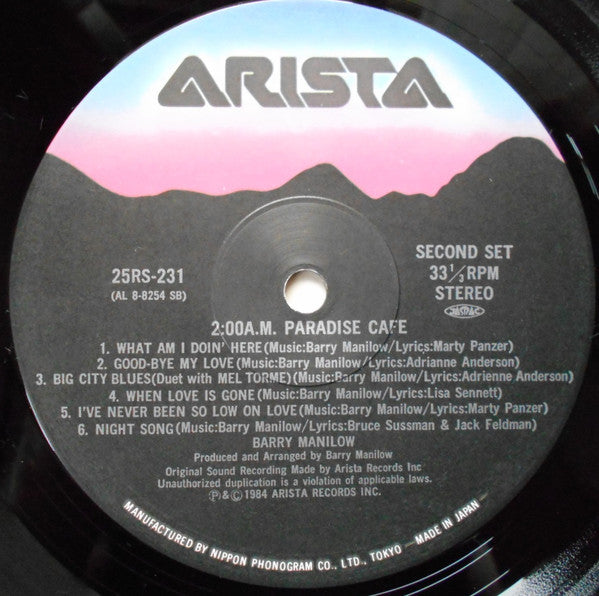 ARISTA
SECOND SET
25RS-231
33 1/3 RPM
(AL 8-8254 SB)
STEREO
JASRAC
2:00A.M. PARADISE CAFE
1. WHAT AM I DOIN' HERE(Music:Barry Manilow/Lyrics:Marty Panzer)
2. GOOD-BYE MY LOVE(Music:Barry Manilow/Lyrics:Adrianne Anderson)
3. BIG CITY BLUES(Duet with MEL TORME)(Music:Barry Manilow/Lyrics:Adrienne Anderson)
4. WHEN LOVE IS GONE(Music:Barry Manilow/Lyrics:Lisa Sennett)
5. I'VE NEVER BEEN SO LOW ON LOVE(Music:Barry Manilow/Lyrics:Marty Panzer)
6. NIGHT SONG(Music:Barry Manilow/Lyrics:Bruce Sussman & Jack Feldman)
BARRY MANILOW
Produced and Arranged by Barry Manilow
Original Sound Recording Made by Arista Records Inc
Unauthorized duplication is a violation of applicable laws.
℗&© 1984 ARISTA RECORDS INC.
MANUFACTURED BY NIPPON PHONOGRAM CO., LTD., TOKYO—MADE IN JAPAN